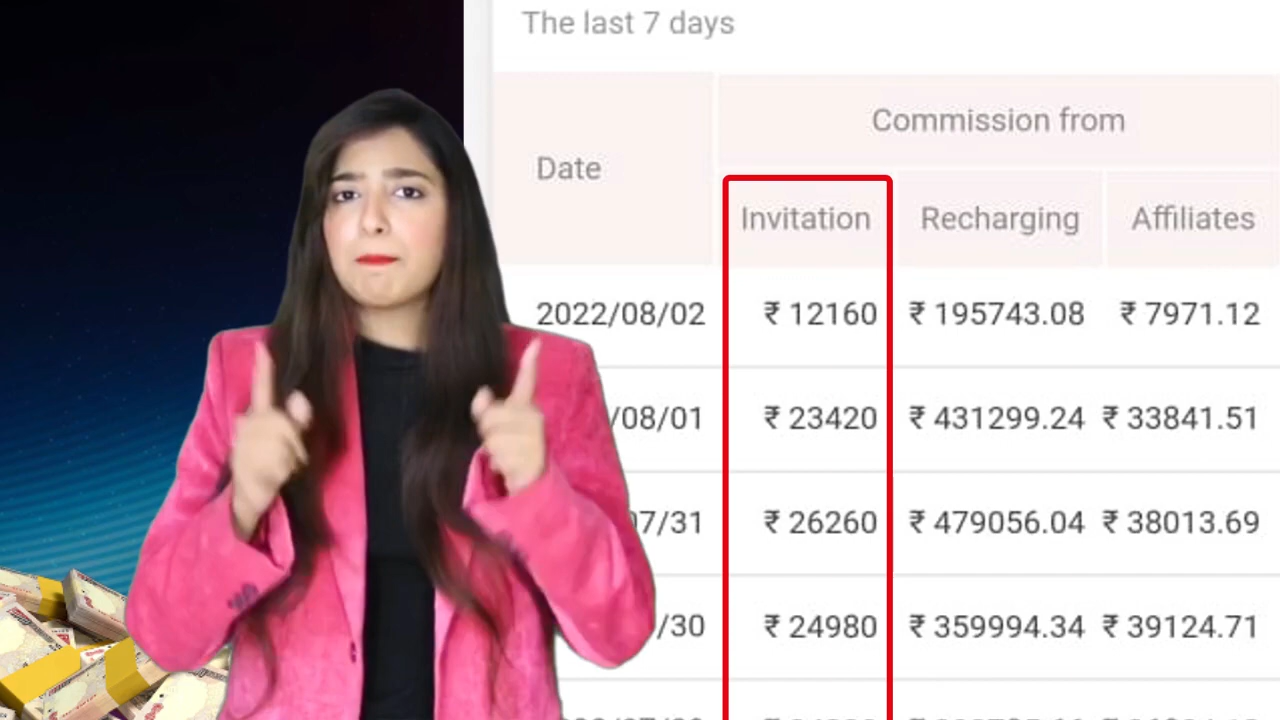 The last 7 days
Commission from
Date
Invitation Recharging Affiliates
2022/08/02 ₹ 12160 ₹ 195743.08 ₹ 7971.12
/08/01 ₹ 23420 ₹ 431299.24 ₹ 33841.51
07/31 ₹ 26260 ₹ 479056.04 ₹ 38013.69
/30 ₹ 24980 ₹ 359994.34 ₹ 39124.71